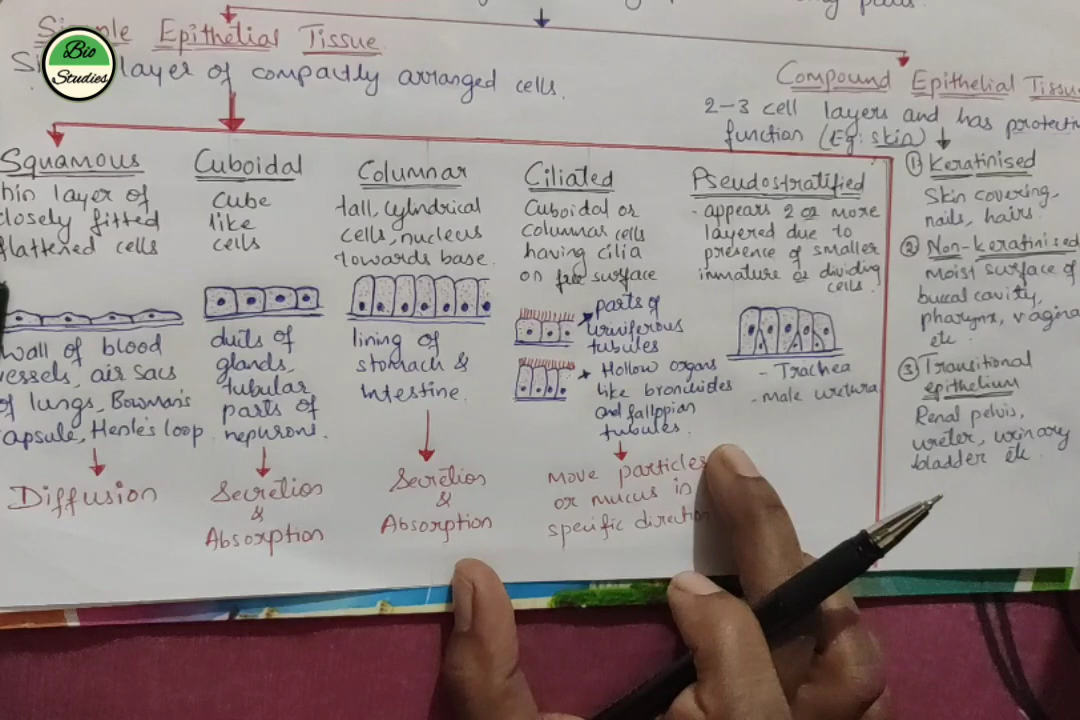 Simple Epithelial Tissue
Bio
Studies
layer of compactly arranged cells.
Compound Epithelial Tissu
2-3 cell layers and has protectiv
function (Eg: skin)
Squamous
hin layer of
closely fitted
flattened cells
wall of blood
vessels, air sacs
of lungs, Bowman's
apsule, Henle's loop
Diffusion
Cuboidal
Cube
like
cells
ducts of
glands,
tubular
parts of
nephrons.
Secretion
&
Absorption
Columnar
tall, cylindrical
cells, nucleus
towards base.
lining of
stomach &
Intestine.
Secretion
&
Absorption
Ciliated
Cuboidal or
columnar cells
having cilia
on free surface
parts of
uriniferous
tubules
Hollow organs
like bronchioles
and fallopian
tubules.
Move particles
or mucus in
specific direction
Pseudostratified
- appears 2 or more
layered due to
presence of smaller
immature or dividing
cells.
- Trachea
- male uretura
① Keratinised
Skin covering,
nails, hairs.
② Non-keratinised
moist surface of
buccal cavity,
pharynx, vagina
etc.
③ Transitional
epithelium
Renal pelvis,
ureter, urinary
bladder etc.